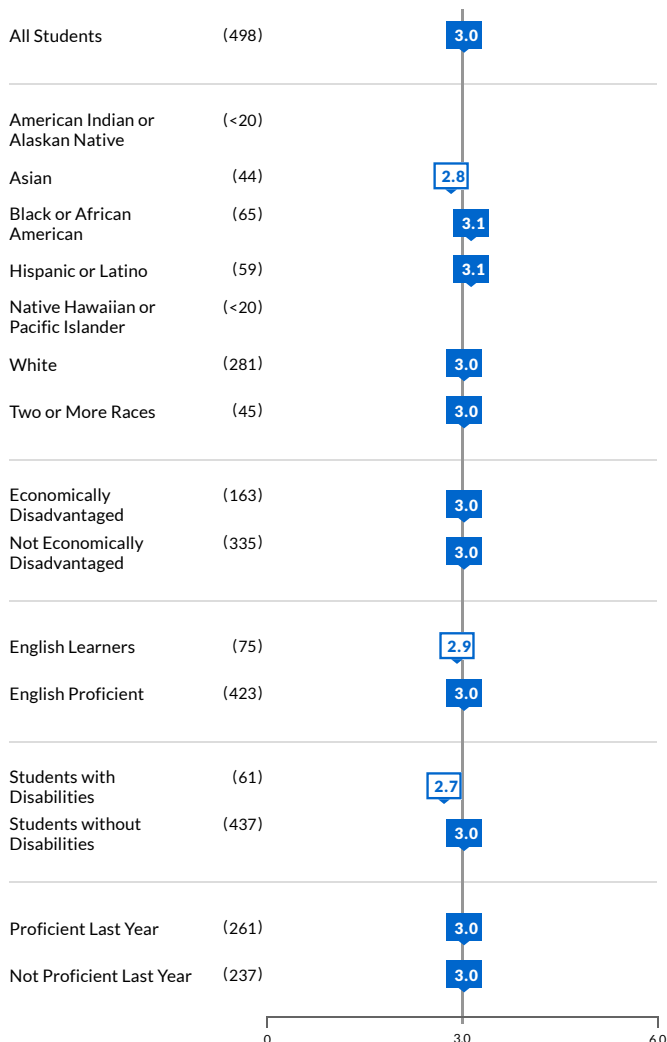 All Students (498) 3.0
American Indian or (<20)
Alaskan Native
Asian (44) 2.8
Black or African (65)
American 3.1
Hispanic or Latino (59) 3.1
Native Hawaiian or (<20)
Pacific Islander
White (281) 3.0
Two or More Races (45) 3.0
Economically (163)
Disadvantaged 3.0
Not Economically (335)
Disadvantaged 3.0
English Learners (75) 2.9
English Proficient (423) 3.0
Students with (61)
Disabilities 2.7
Students without (437)
Disabilities 3.0
Proficient Last Year (261) 3.0
Not Proficient Last Year (237) 3.0
0 3.0 6.0